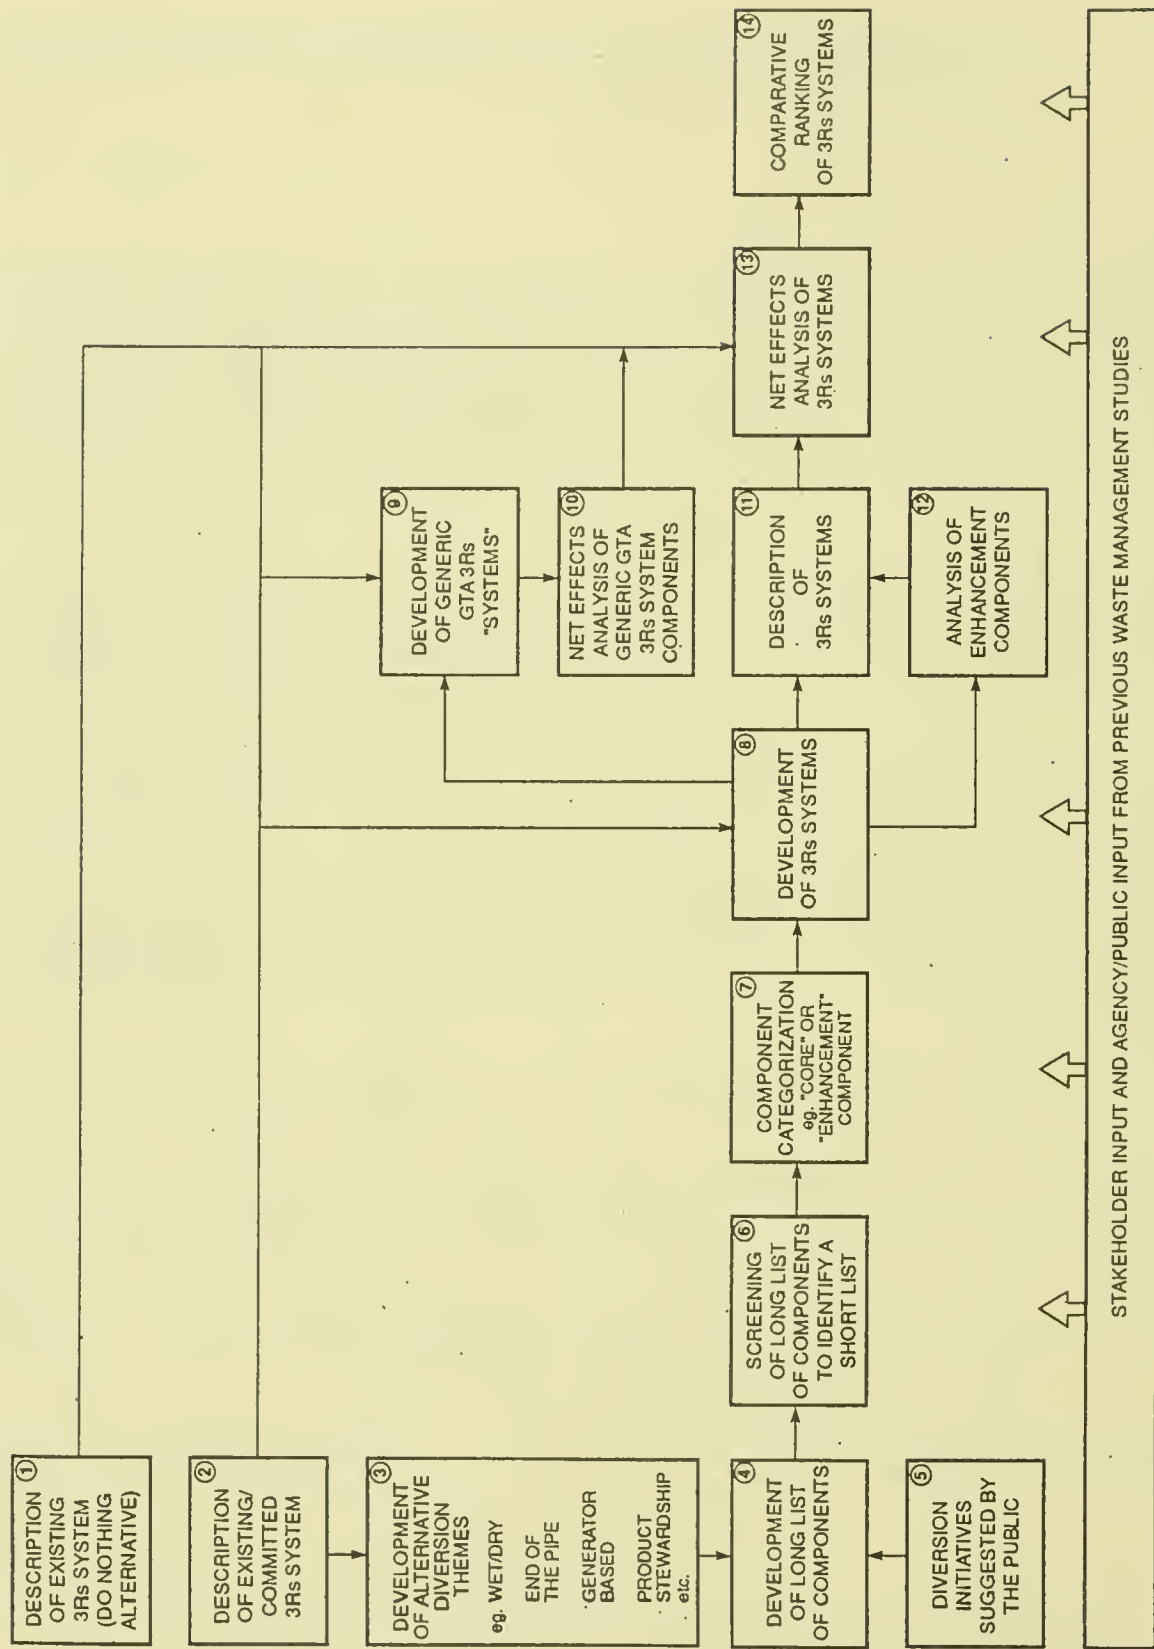 1
DESCRIPTION
OF EXISTING
3Rs SYSTEM
(DO NOTHING
ALTERNATIVE)
2
DESCRIPTION
OF EXISTING/
COMMITTED
3Rs SYSTEM
3
DEVELOPMENT
OF ALTERNATIVE
DIVERSION
THEMES
eg. WET/DRY
END OF
THE PIPE
GENERATOR
BASED
PRODUCT
STEWARDSHIP
etc.
4
DEVELOPMENT
OF LONG LIST
OF COMPONENTS
5
DIVERSION
INITIATIVES
SUGGESTED BY
THE PUBLIC
6
SCREENING
OF LONG LIST
OF COMPONENTS
TO IDENTIFY A
SHORT LIST
7
COMPONENT
CATEGORIZATION
eg. "CORE" OR
"ENHANCEMENT"
COMPONENT
8
DEVELOPMENT
OF 3Rs SYSTEMS
9
DEVELOPMENT
OF GENERIC
GTA 3Rs
"SYSTEMS"
10
NET EFFECTS
ANALYSIS OF
GENERIC GTA
3Rs SYSTEM
COMPONENTS
11
DESCRIPTION
OF
3Rs SYSTEMS
12
ANALYSIS OF
ENHANCEMENT
COMPONENTS
13
NET EFFECTS
ANALYSIS OF
3Rs SYSTEMS
14
COMPARATIVE
RANKING
OF 3Rs SYSTEMS
STAKEHOLDER INPUT AND AGENCY/PUBLIC INPUT FROM PREVIOUS WASTE MANAGEMENT STUDIES